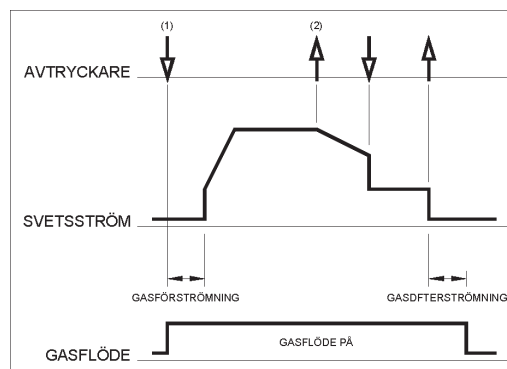 (1) (2)
AVTRYCKARE
SVETSSTRÖM
GASFÖRSTRÖMNING GASDFTERSTRÖMNING
GASFLÖDE PÅ
GASFLÖDE